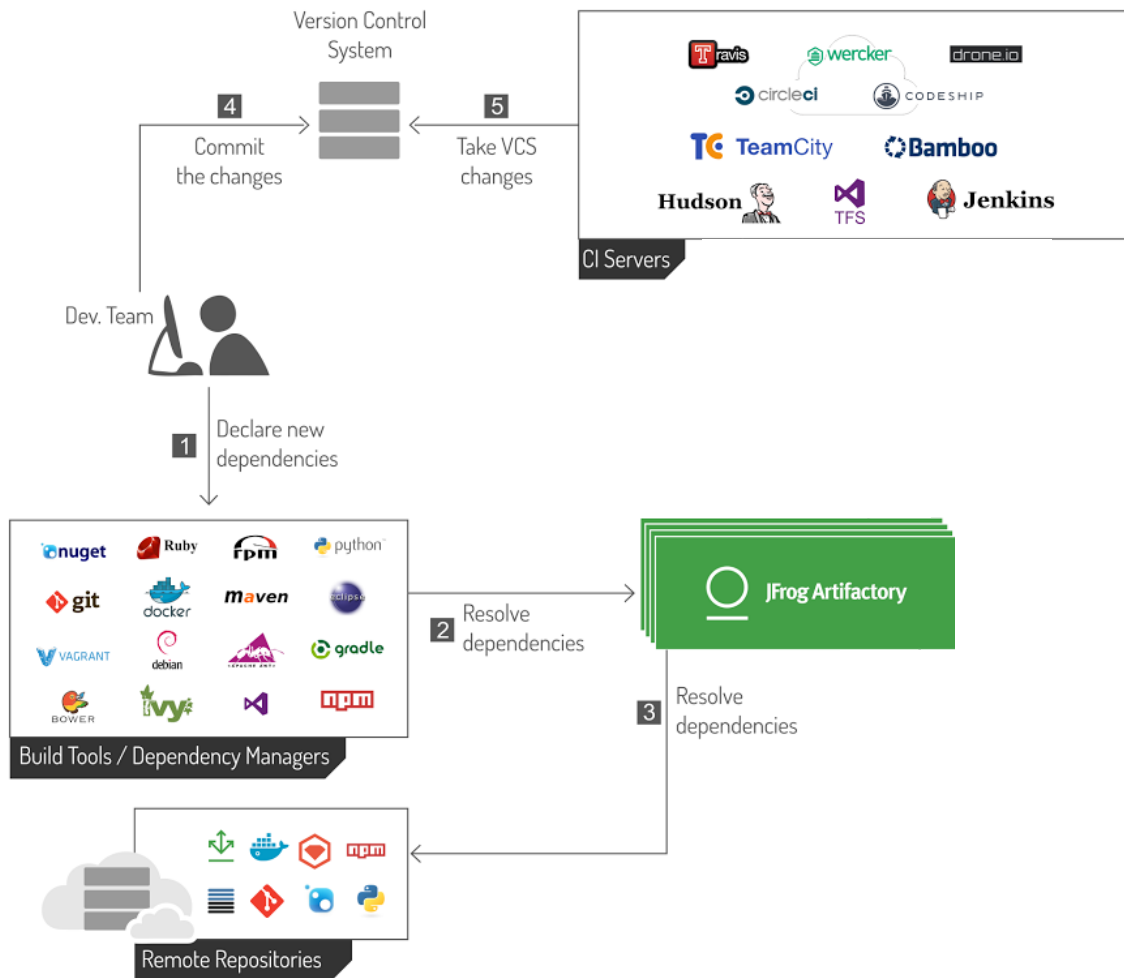 Version Control
System
4
Commit
the changes
5
Take VCS
changes
Travis
wercker
drone.io
circleci
CODESHIP
TC TeamCity
Bamboo
Hudson
TFS
Jenkins
CI Servers
Dev. Team
1
Declare new
dependencies
nuget
Ruby
rpm
python
git
docker
maven
eclipse
VAGRANT
debian
gradle
BOWER
ivy
npm
Build Tools / Dependency Managers
2
Resolve
dependencies
JFrog Artifactory
3
Resolve
dependencies
npm
Remote Repositories